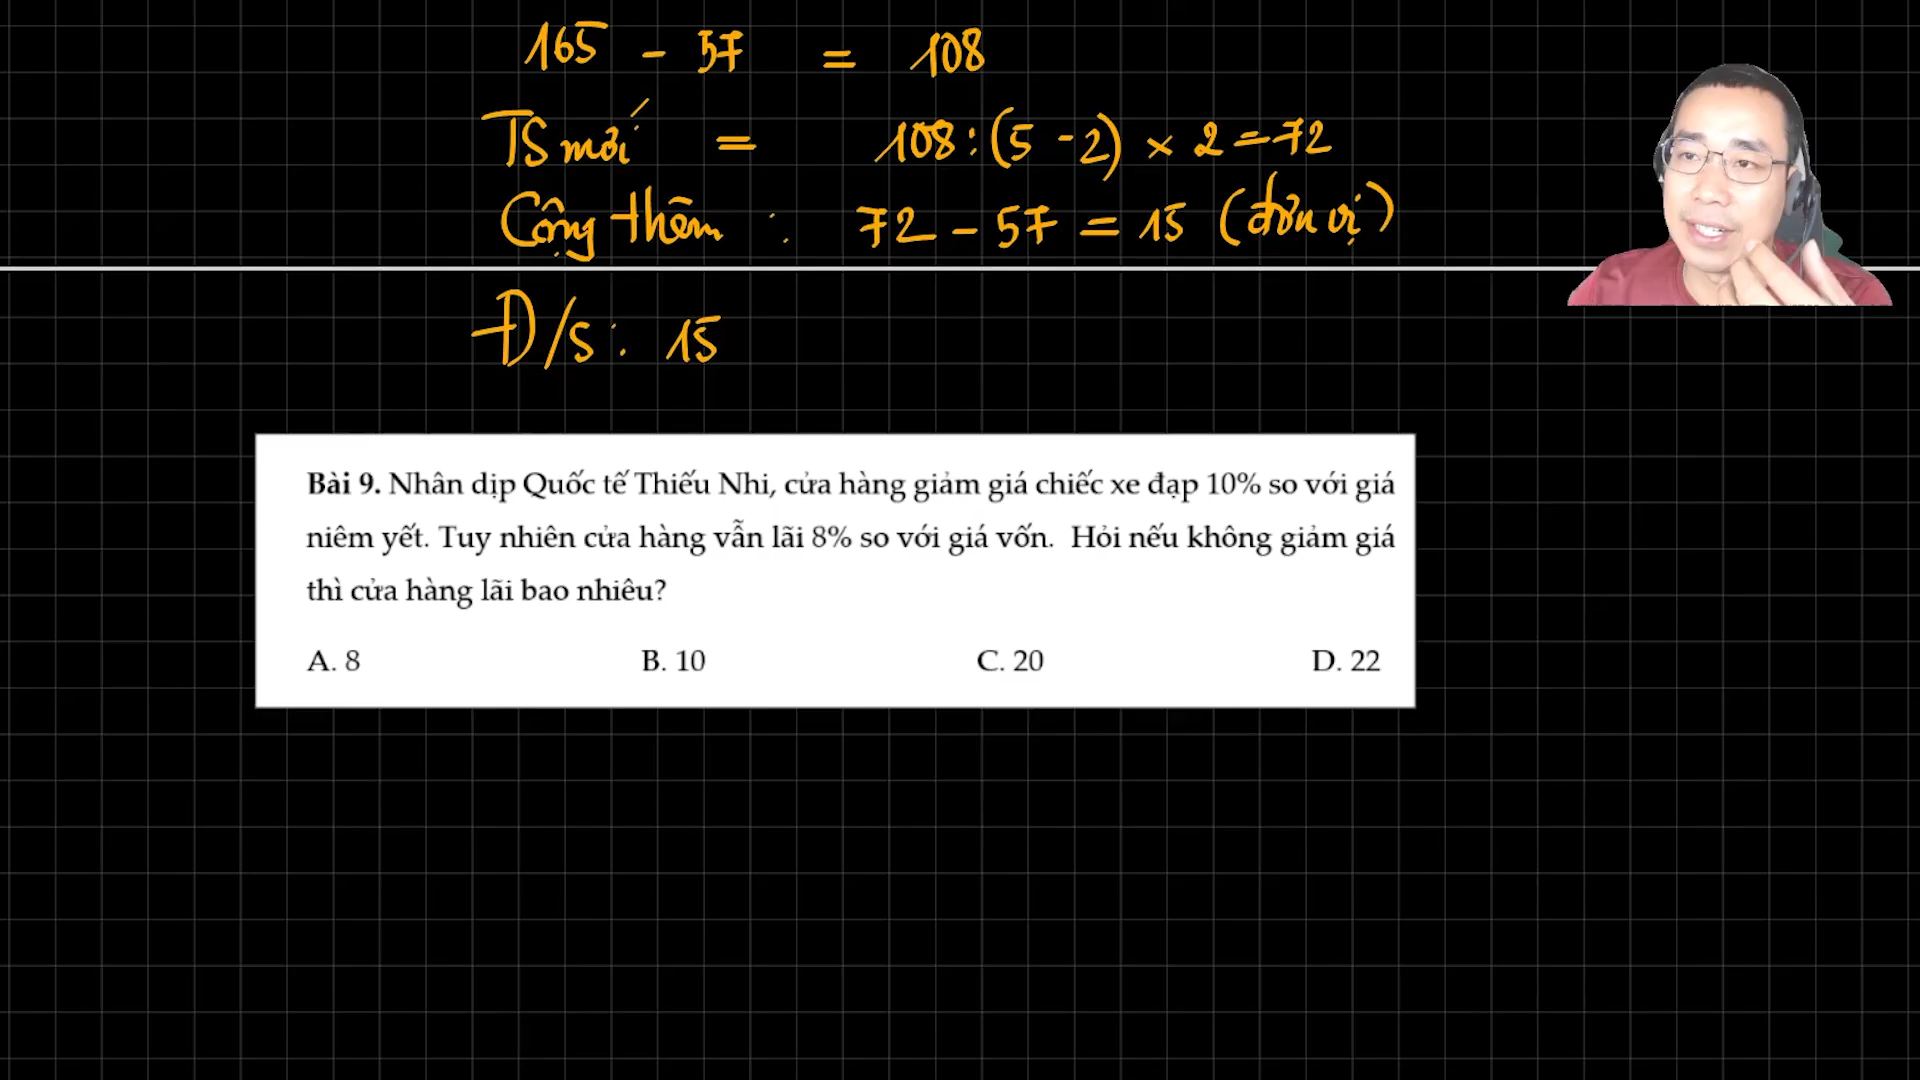 165 - 57 = 108
TS mới = 108 : (5 - 2) × 2 = 72
Cộng thêm : 72 - 57 = 15 (đơn vị)
Đ/S : 15
Bài 9. Nhân dịp Quốc tế Thiếu Nhi, cửa hàng giảm giá chiếc xe đạp 10% so với giá
niêm yết. Tuy nhiên cửa hàng vẫn lãi 8% so với giá vốn. Hỏi nếu không giảm giá
thì cửa hàng lãi bao nhiêu?
A. 8 B. 10 C. 20 D. 22